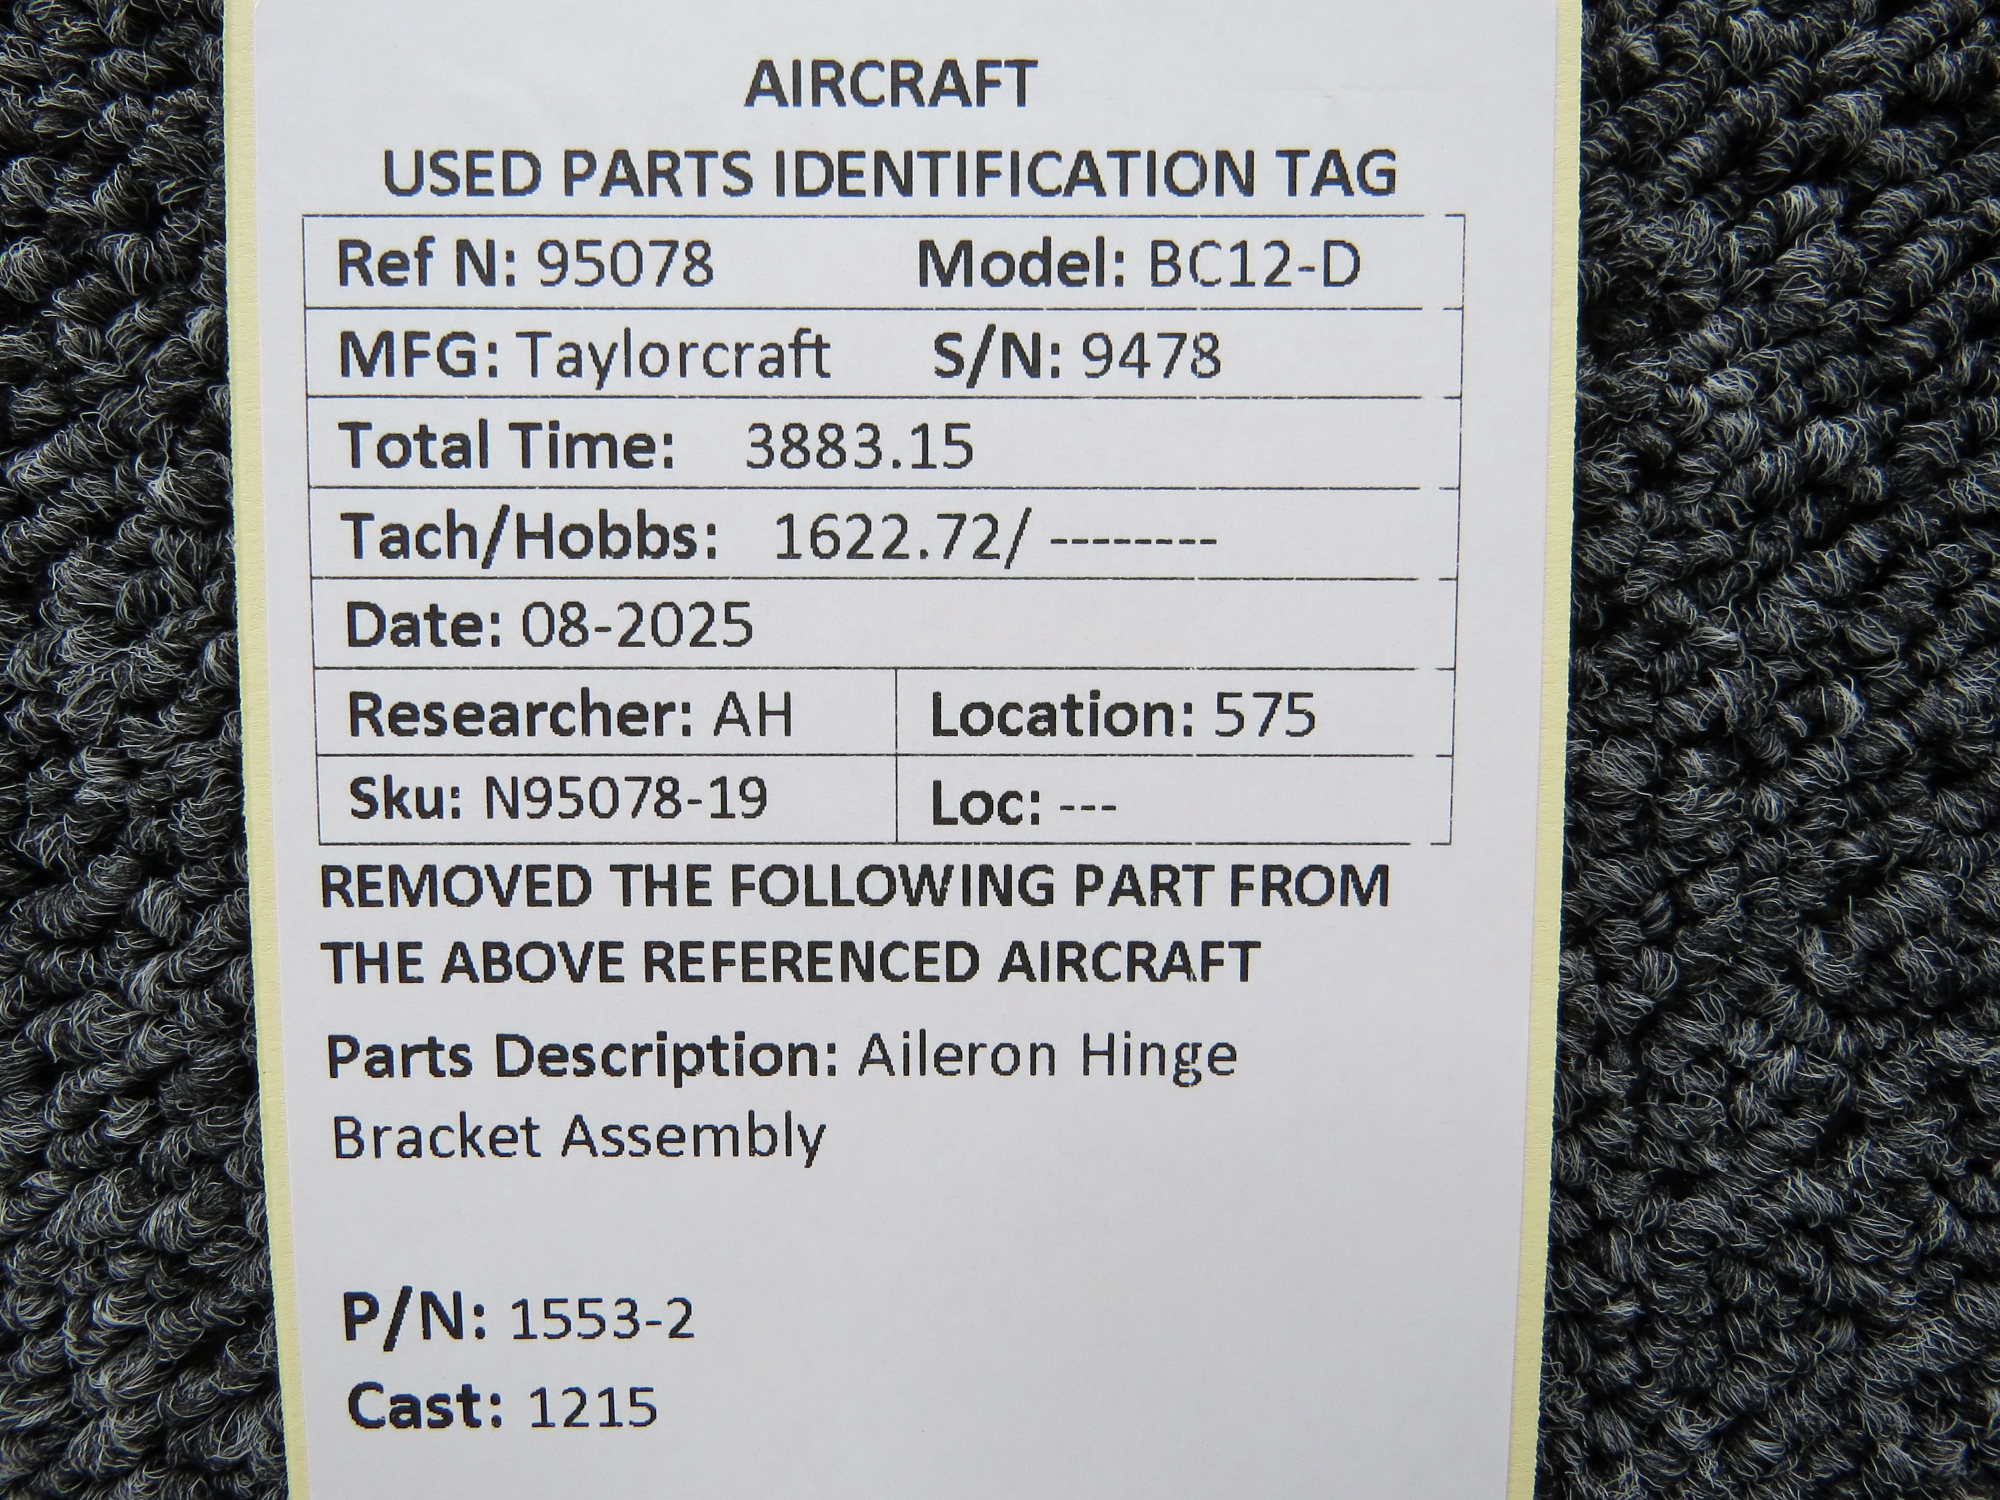 AIRCRAFT
USED PARTS IDENTIFICATION TAG
Ref N: 95078 Model: BC12-D
MFG: Taylorcraft S/N: 9478
Total Time: 3883.15
Tach/Hobbs: 1622.72/ --------
Date: 08-2025
Researcher: AH Location: 575
Sku: N95078-19 Loc: ---
REMOVED THE FOLLOWING PART FROM
THE ABOVE REFERENCED AIRCRAFT
Parts Description: Aileron Hinge
Bracket Assembly
P/N: 1553-2
Cast: 1215